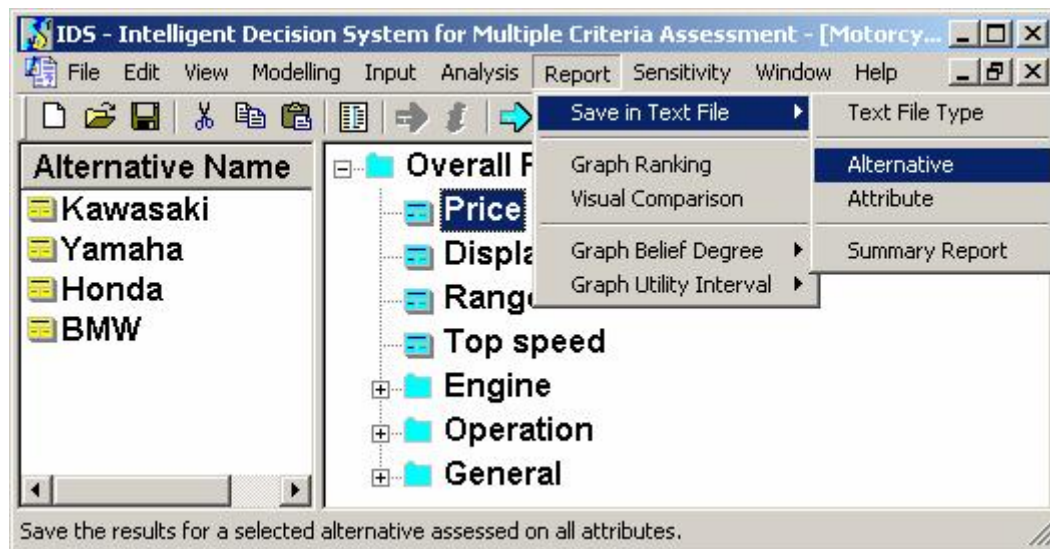 IDS - Intelligent Decision System for Multiple Criteria Assessment - [Motorcy...
File Edit View Modelling Input Analysis Report Sensitivity Window Help
Save in Text File
Graph Ranking
Visual Comparison
Graph Belief Degree
Graph Utility Interval
Text File Type
Alternative
Attribute
Summary Report
Alternative Name
Kawasaki
Yamaha
Honda
BMW
Overall
Price
Displa
Range
Top speed
Engine
Operation
General
Save the results for a selected alternative assessed on all attributes.